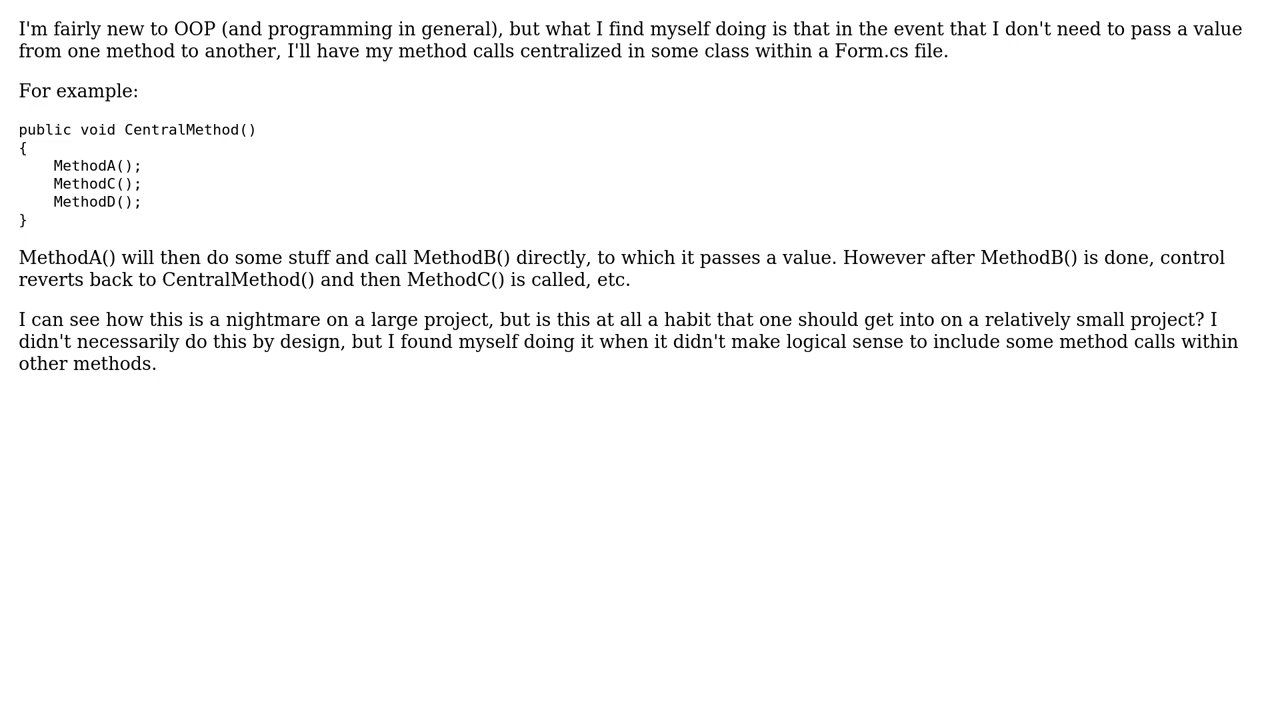 I'm fairly new to OOP (and programming in general), but what I find myself doing is that in the event that I don't need to pass a value
from one method to another, I'll have my method calls centralized in some class within a Form.cs file.
For example:
public void CentralMethod()
{
    MethodA();
    MethodC();
    MethodD();
}
MethodA() will then do some stuff and call MethodB() directly, to which it passes a value. However after MethodB() is done, control
reverts back to CentralMethod() and then MethodC() is called, etc.
I can see how this is a nightmare on a large project, but is this at all a habit that one should get into on a relatively small project? I
didn't necessarily do this by design, but I found myself doing it when it didn't make logical sense to include some method calls within
other methods.